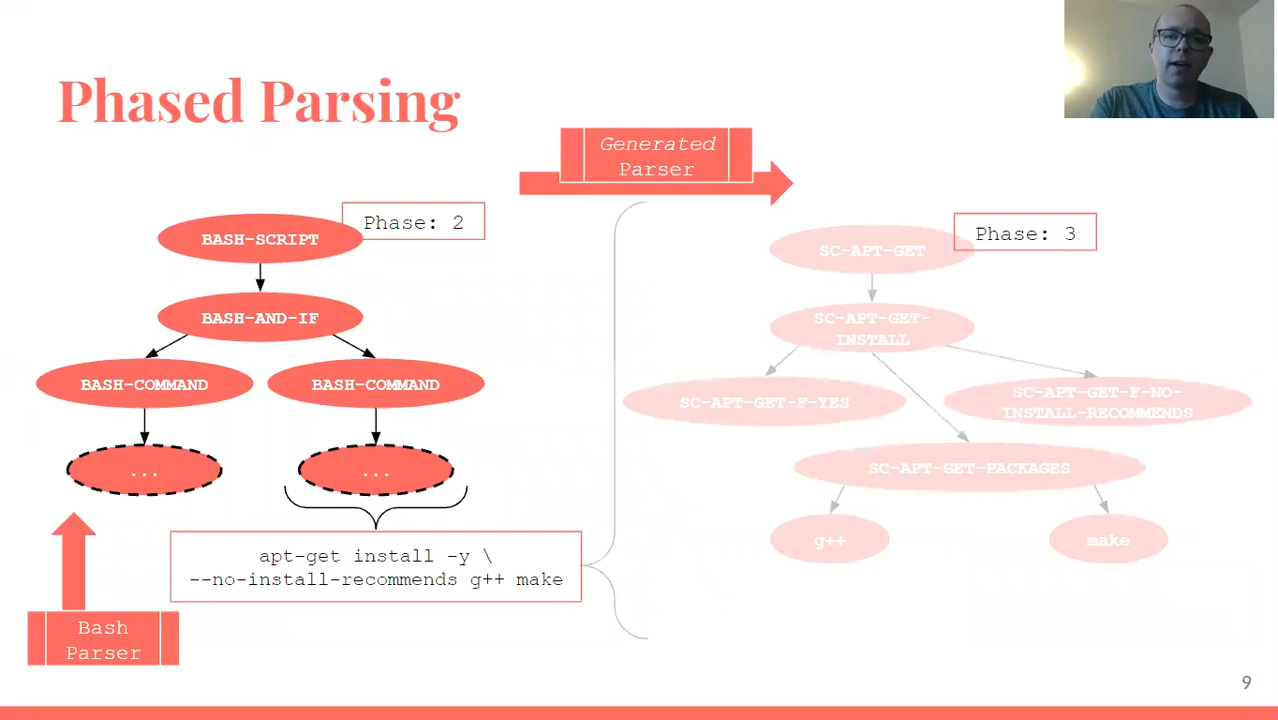 Phased Parsing
Generated
Parser
Phase: 2
BASH-SCRIPT
BASH-AND-IF
BASH-COMMAND
BASH-COMMAND
...
...
apt-get install -y \
--no-install-recommends g++ make
Bash
Parser
Phase: 3
SC-APT-GET
SC-APT-GET-
INSTALL
SC-APT-GET-F-YES
SC-APT-GET-F-NO-
INSTALL-RECOMMENDS
SC-APT-GET-PACKAGES
g++
make
9